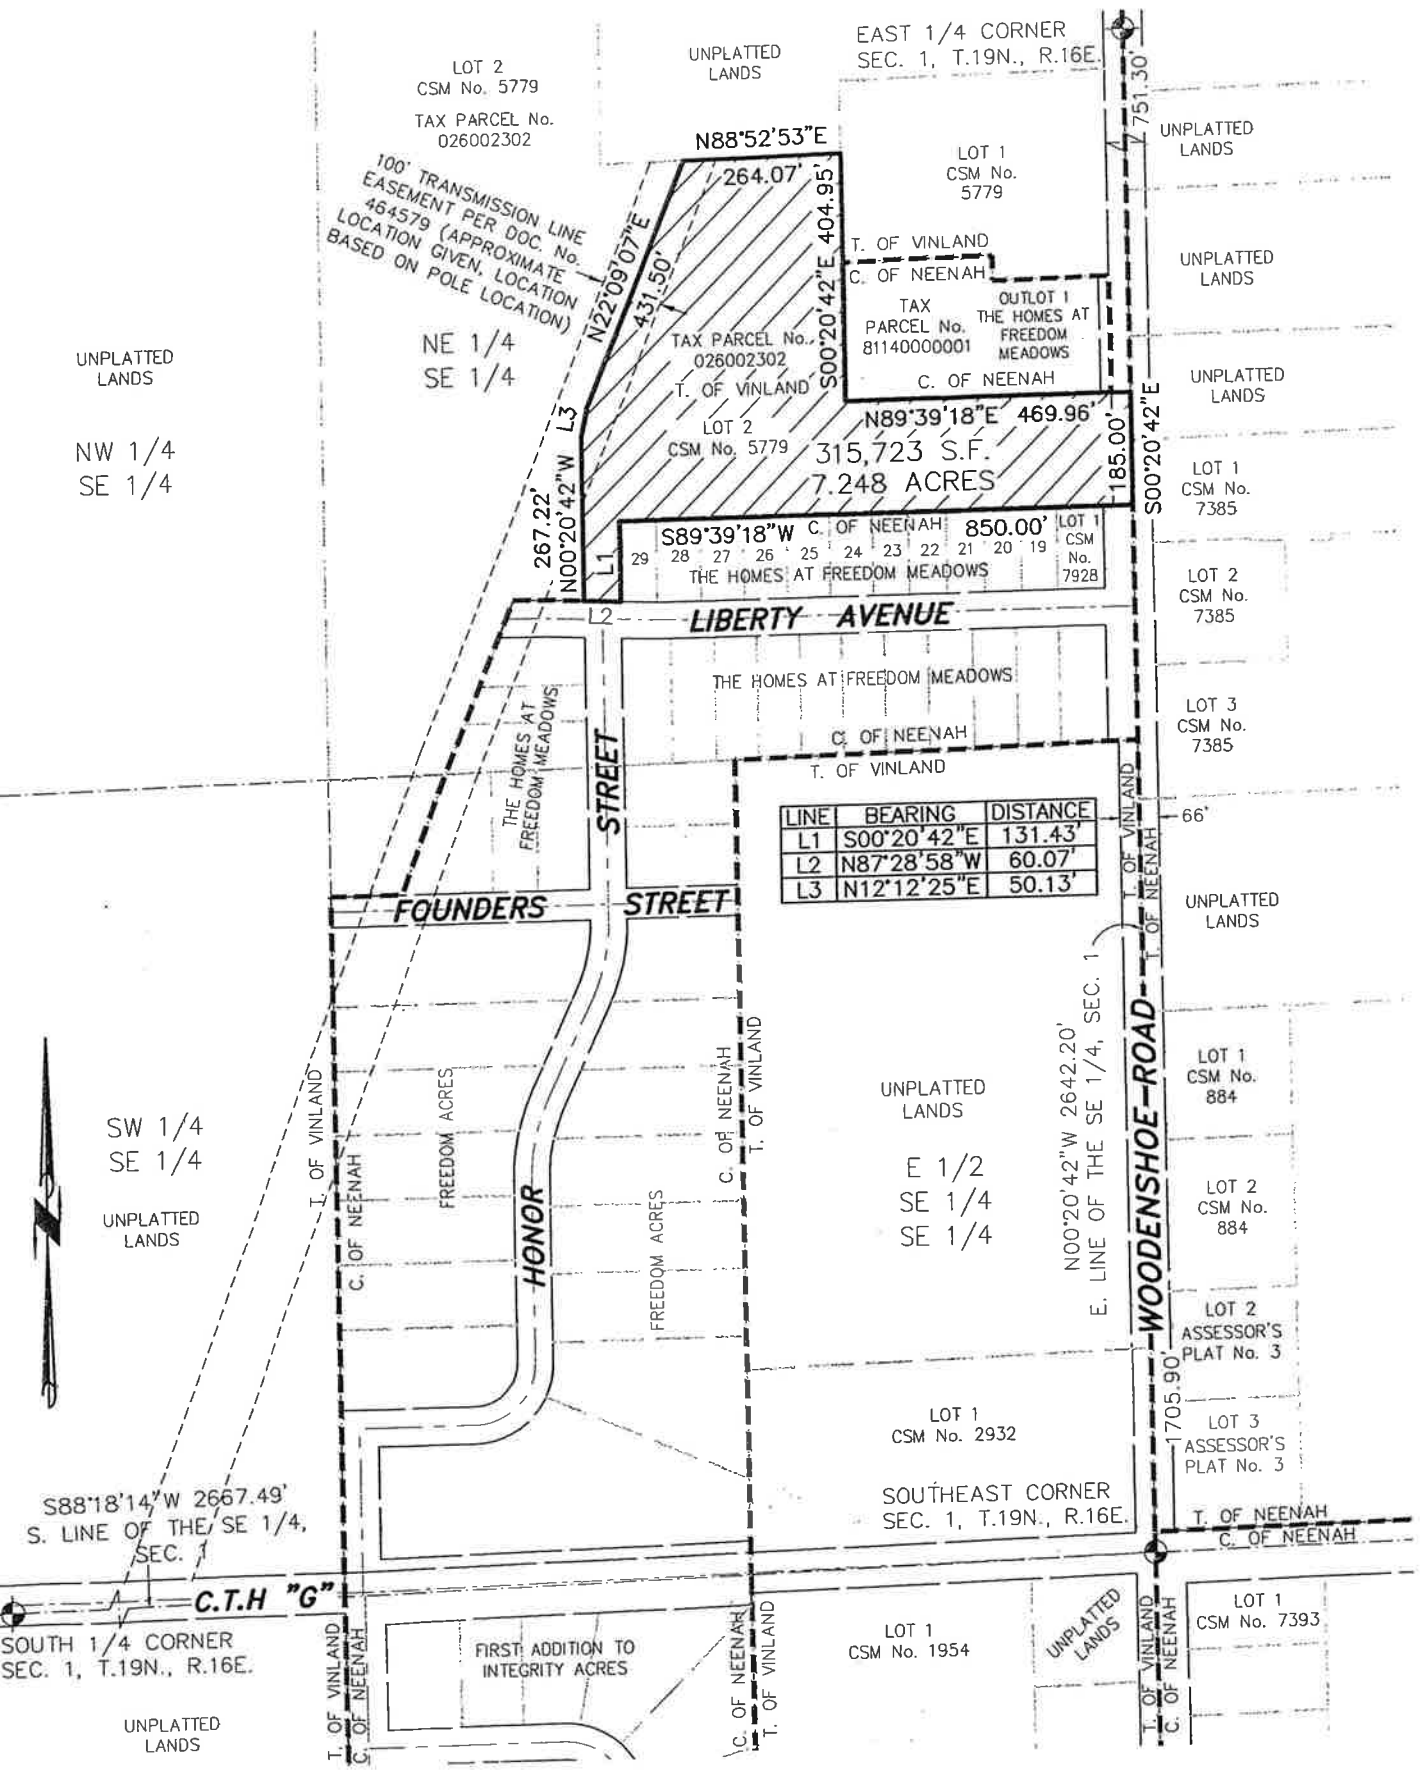 EAST 1/4 CORNER
SEC. 1, T.19N., R.16E.
751.30'
LOT 2
CSM No. 5779
TAX PARCEL No.
026002302
UNPLATTED
LANDS
N88°52'53"E
264.07'
LOT 1
CSM No.
5779
UNPLATTED
LANDS
100' TRANSMISSION LINE
EASEMENT PER DOC. No.
464579 (APPROXIMATE
LOCATION GIVEN, LOCATION
BASED ON POLE LOCATION)
N22°09'07"E
431.50'
S00°20'42"E 404.95'
T. OF VINLAND
C. OF NEENAH
TAX
PARCEL No.
81140000001
OUTLOT 1
THE HOMES AT
FREEDOM
MEADOWS
C. OF NEENAH
UNPLATTED
LANDS
UNPLATTED
LANDS
NE 1/4
SE 1/4
UNPLATTED
LANDS
NW 1/4
SE 1/4
TAX PARCEL No.
026002302
T. OF VINLAND
LOT 2
CSM No. 5779
N89°39'18"E 469.96'
315,723 S.F.
7.248 ACRES
185.00'
S00°20'42"E
LOT 1
CSM No.
7385
L3
267.22'
N00°20'42"W
L1
L2
S89°39'18"W
C. OF NEENAH
850.00'
29 28 27 26 25 24 23 22 21 20 19
THE HOMES AT FREEDOM MEADOWS
LOT 1
CSM
No.
7928
LOT 2
CSM No.
7385
LIBERTY AVENUE
THE HOMES AT FREEDOM MEADOWS
C. OF NEENAH
T. OF VINLAND
LOT 3
CSM No.
7385
THE HOMES AT
FREEDOM MEADOWS
STREET
LINE BEARING DISTANCE
L1 S00°20'42"E 131.43'
L2 N87°28'58"W 60.07'
L3 N12°12'25"E 50.13'
66'
T. OF VINLAND
T. OF NEENAH
FOUNDERS STREET
UNPLATTED
LANDS
N00°20'42"W 2642.20'
E. LINE OF THE SE 1/4, SEC. 1
WOODENSHOE ROAD
LOT 1
CSM No.
884
T. OF VINLAND
C. OF NEENAH
FREEDOM ACRES
C. OF NEENAH
T. OF VINLAND
UNPLATTED
LANDS
E 1/2
SE 1/4
SE 1/4
SW 1/4
SE 1/4
UNPLATTED
LANDS
HONOR
FREEDOM ACRES
LOT 2
CSM No.
884
LOT 2
ASSESSOR'S
PLAT No. 3
1705.90'
LOT 3
ASSESSOR'S
PLAT No. 3
LOT 1
CSM No. 2932
S88°18'14"W 2667.49'
S. LINE OF THE SE 1/4,
SEC. 1
SOUTHEAST CORNER
SEC. 1, T.19N., R.16E.
T. OF NEENAH
C. OF NEENAH
C.T.H "G"
SOUTH 1/4 CORNER
SEC. 1, T.19N., R.16E.
UNPLATTED
LANDS
T. OF VINLAND
C. OF NEENAH
FIRST ADDITION TO
INTEGRITY ACRES
C. OF NEENAH
T. OF VINLAND
LOT 1
CSM No. 1954
UNPLATTED
LANDS
T. OF VINLAND
C. OF NEENAH
LOT 1
CSM No. 7393